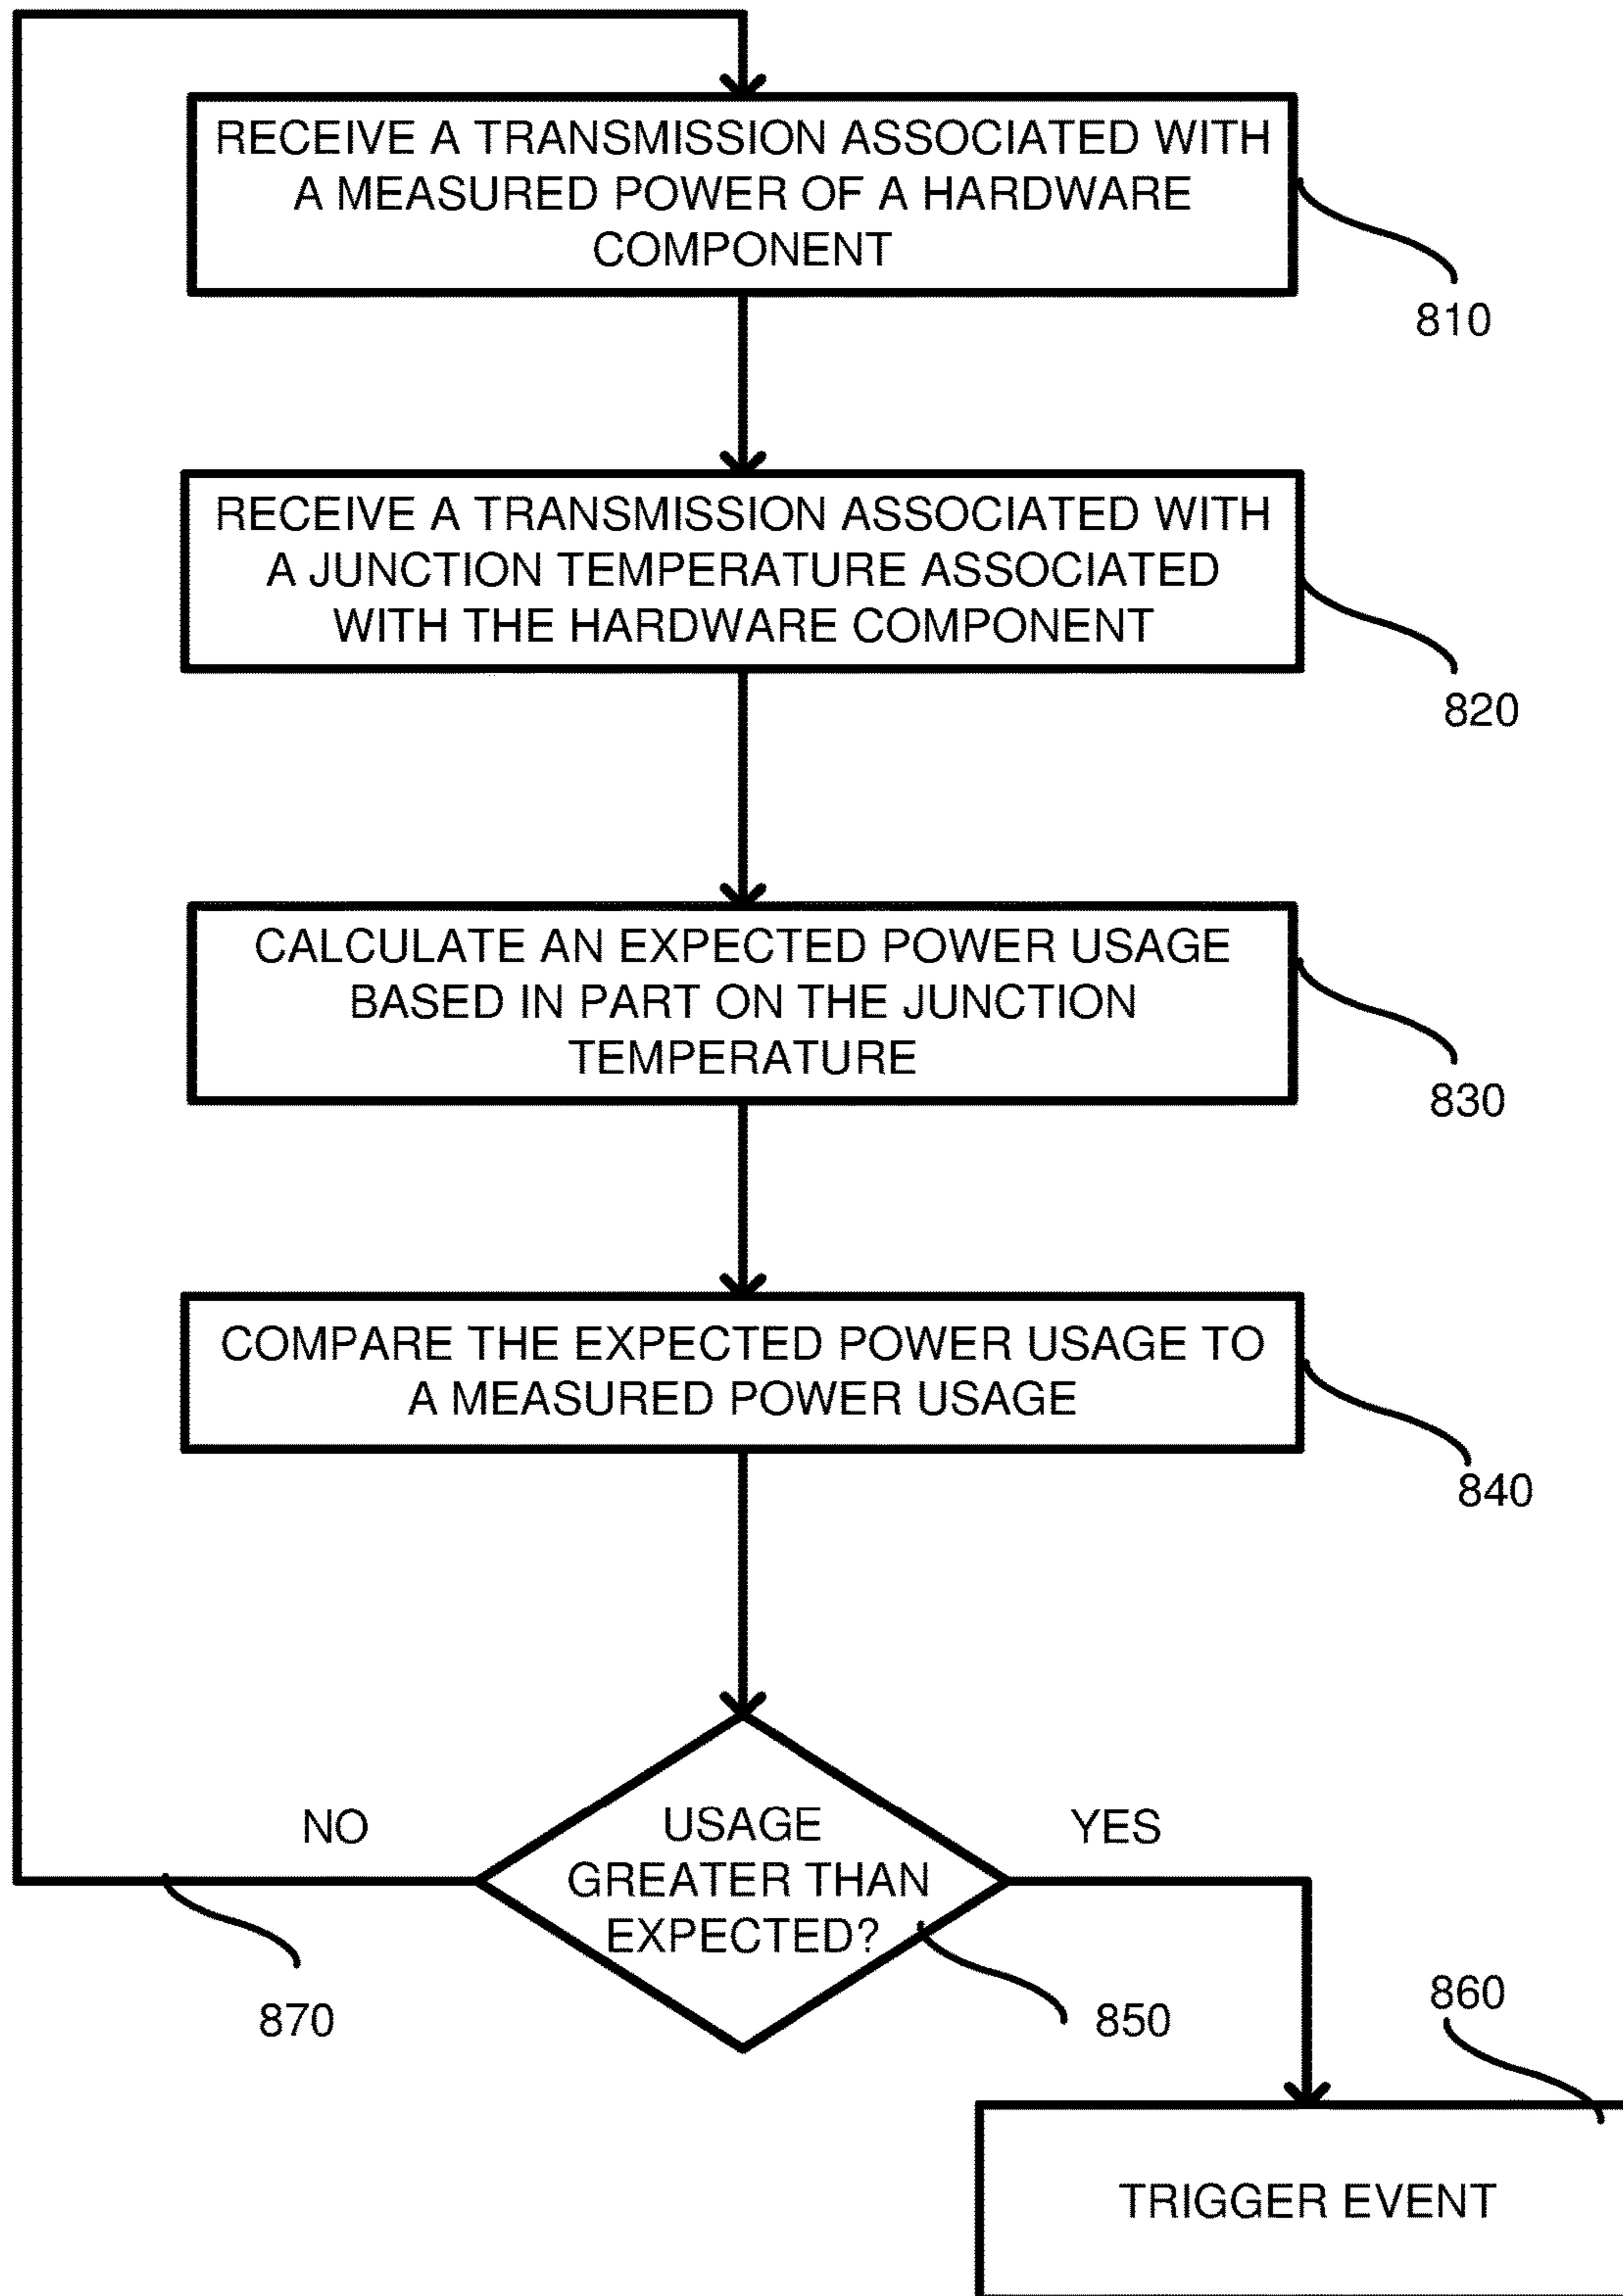 RECEIVE A TRANSMISSION ASSOCIATED WITH
A MEASURED POWER OF A HARDWARE
COMPONENT
810
RECEIVE A TRANSMISSION ASSOCIATED WITH
A JUNCTION TEMPERATURE ASSOCIATED
WITH THE HARDWARE COMPONENT
820
CALCULATE AN EXPECTED POWER USAGE
BASED IN PART ON THE JUNCTION
TEMPERATURE
830
COMPARE THE EXPECTED POWER USAGE TO
A MEASURED POWER USAGE
840
NO
USAGE
GREATER THAN
EXPECTED?
YES
870
850
860
TRIGGER EVENT